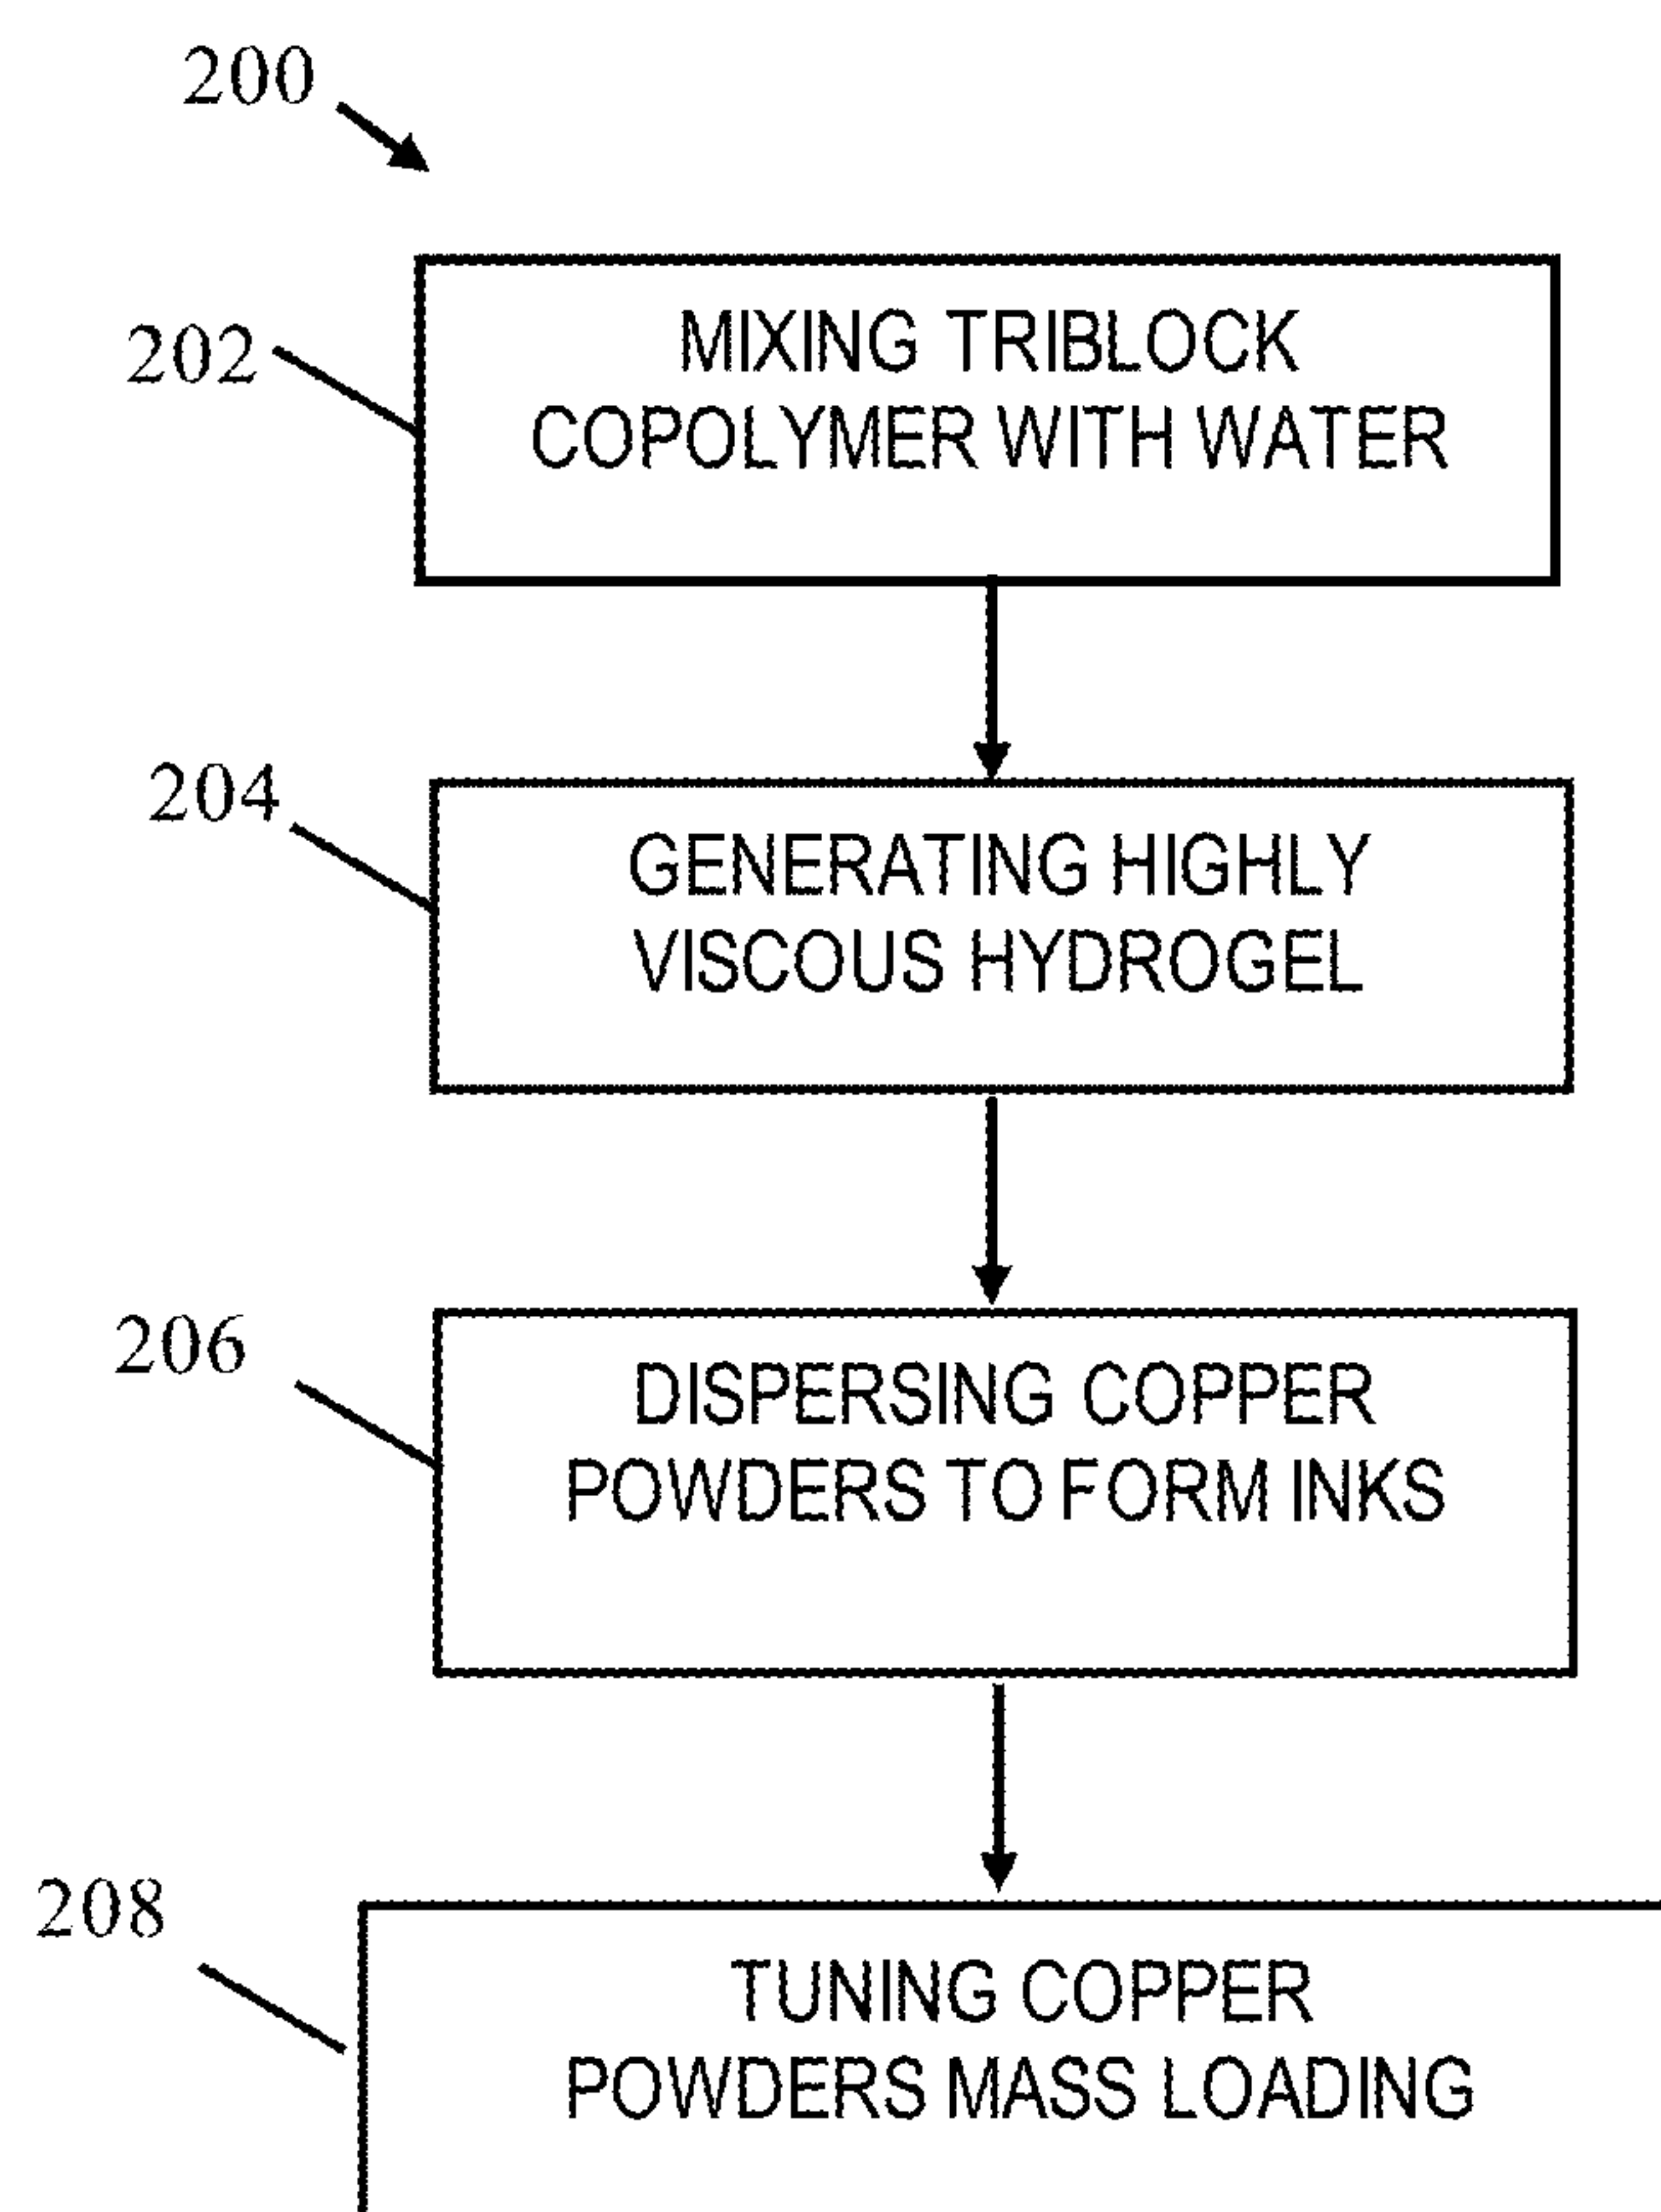 200
202
MIXING TRIBLOCK
COPOLYMER WITH WATER
204
GENERATING HIGHLY
VISCOUS HYDROGEL
206
DISPERSING COPPER
POWDERS TO FORM INKS
208
TUNING COPPER
POWDERS MASS LOADING